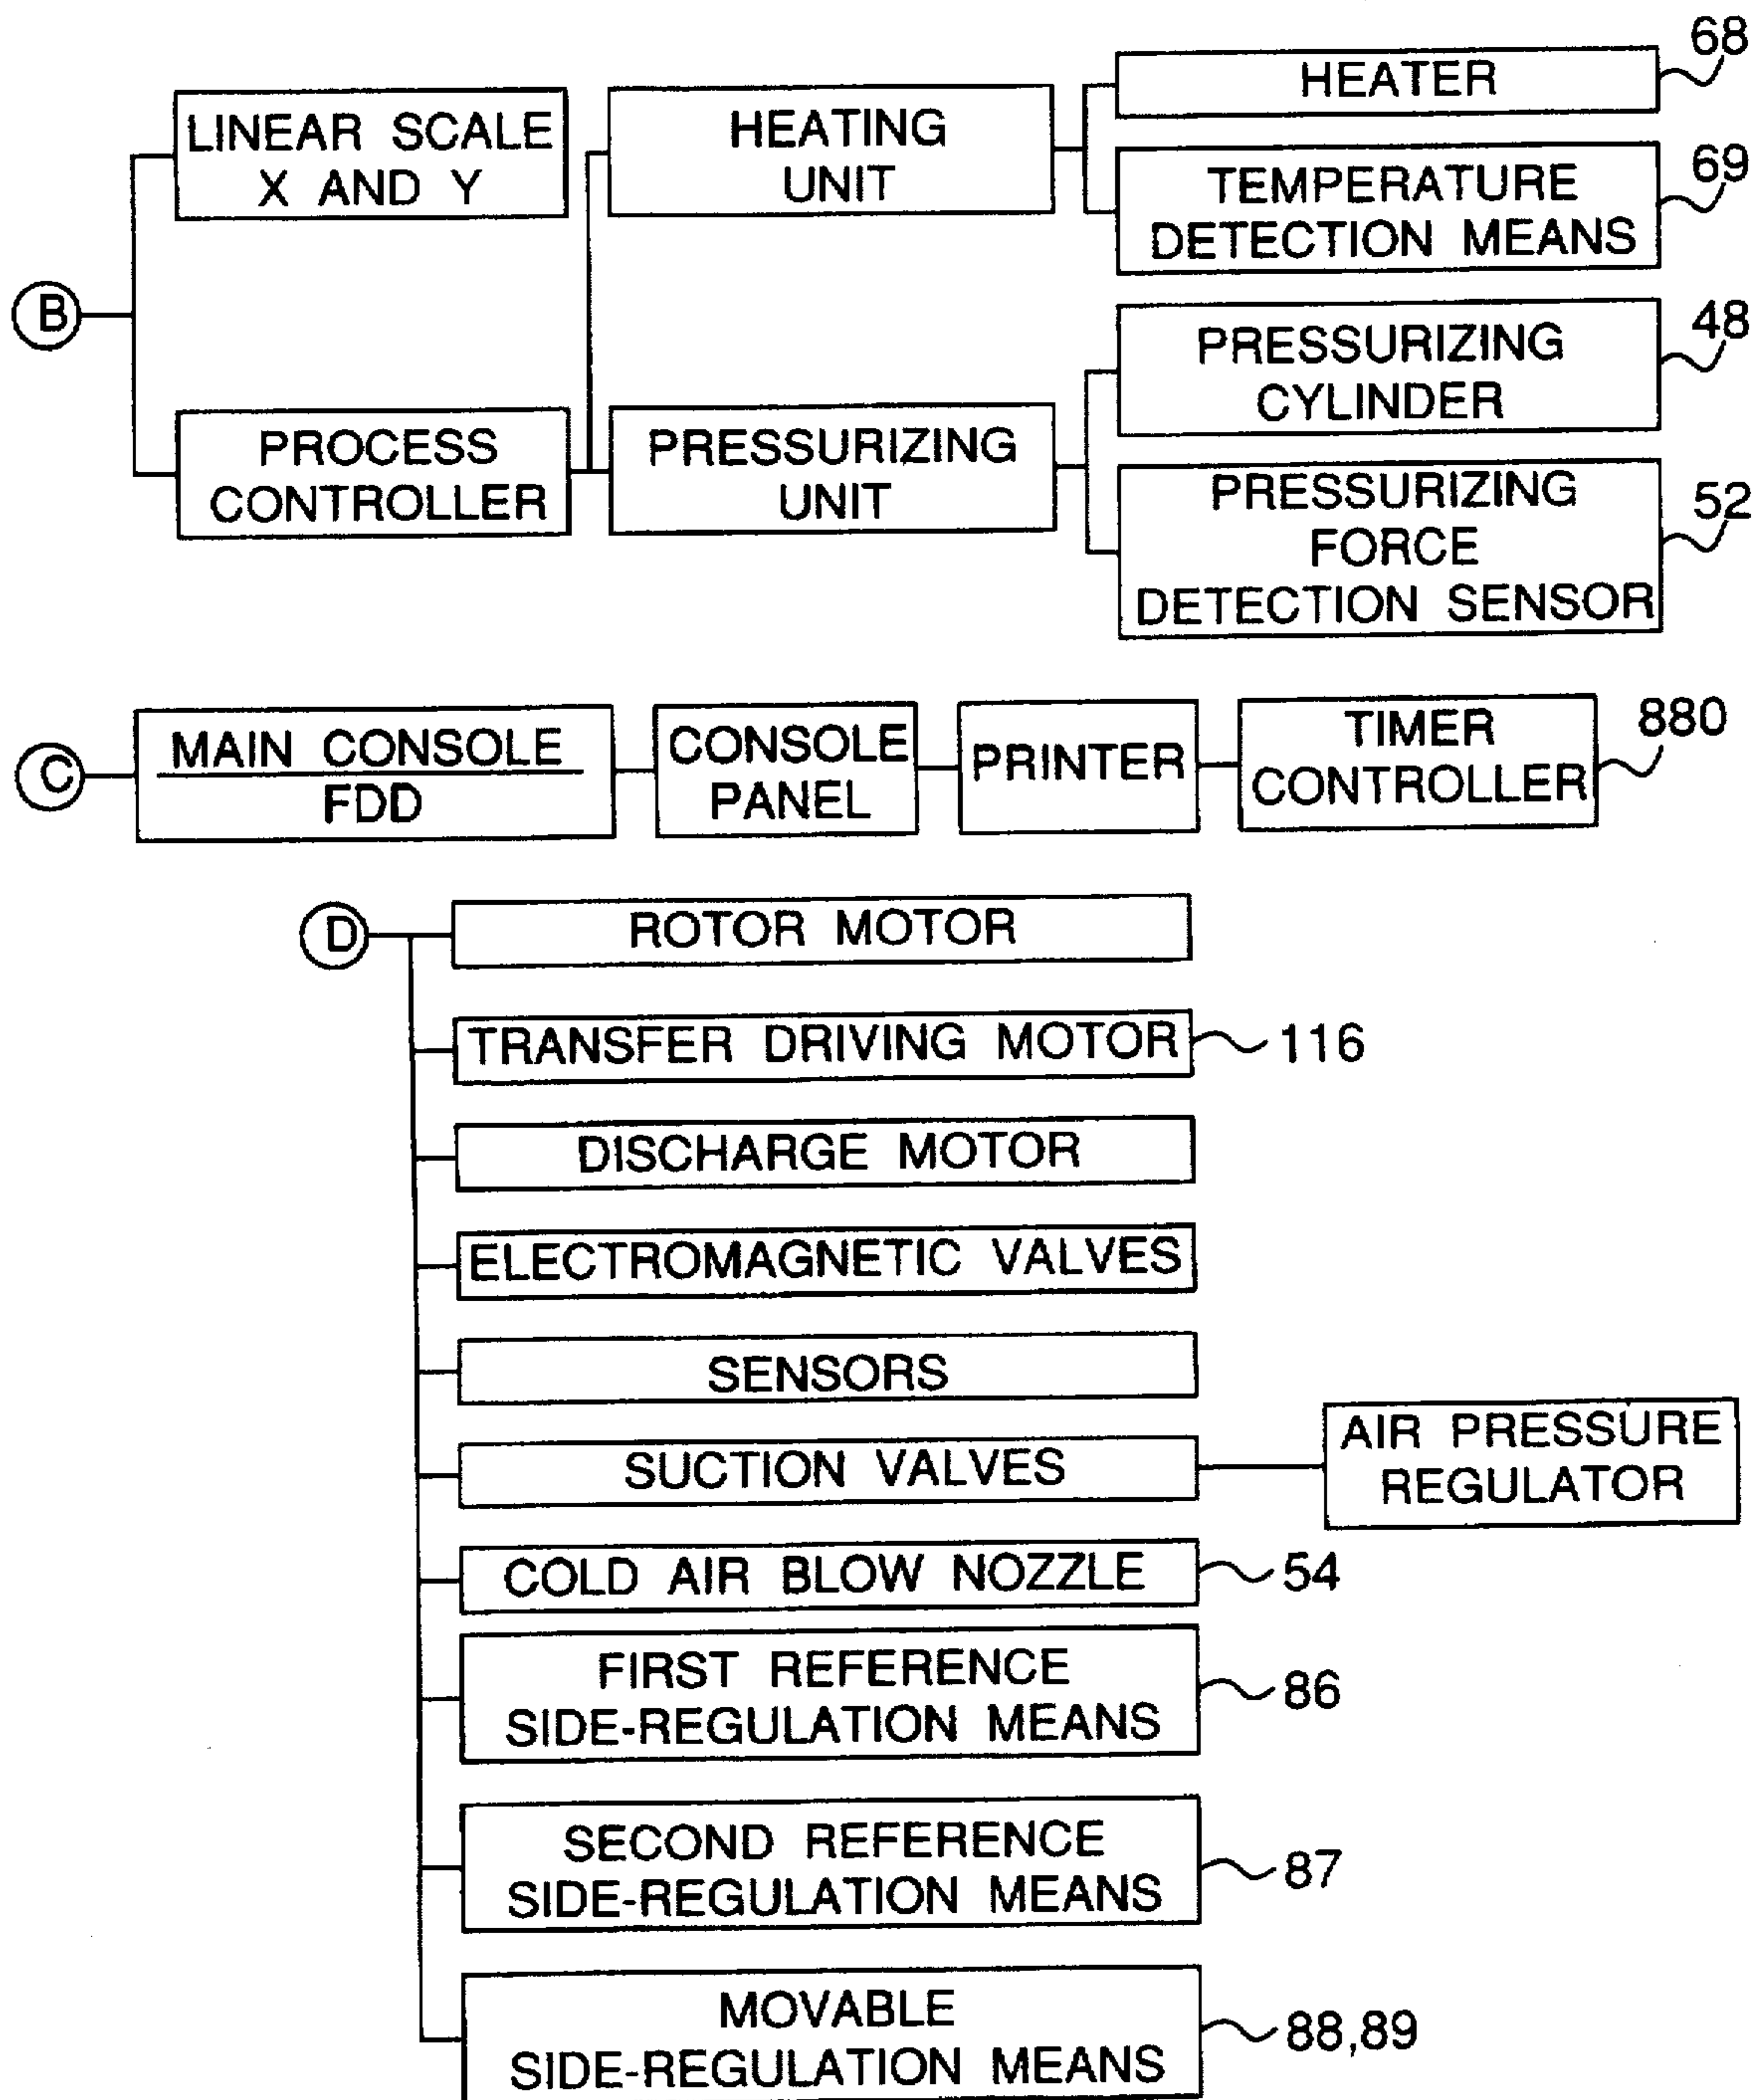 68
HEATER
LINEAR SCALE
X AND Y
HEATING
UNIT
69
TEMPERATURE
DETECTION MEANS
B
48
PRESSURIZING
CYLINDER
PROCESS
CONTROLLER
PRESSURIZING
UNIT
52
PRESSURIZING
FORCE
DETECTION SENSOR
C
MAIN CONSOLE
FDD
CONSOLE
PANEL
PRINTER
TIMER
CONTROLLER
880
D
ROTOR MOTOR
TRANSFER DRIVING MOTOR
116
DISCHARGE MOTOR
ELECTROMAGNETIC VALVES
SENSORS
SUCTION VALVES
AIR PRESSURE
REGULATOR
COLD AIR BLOW NOZZLE
54
FIRST REFERENCE
SIDE-REGULATION MEANS
86
SECOND REFERENCE
SIDE-REGULATION MEANS
87
MOVABLE
SIDE-REGULATION MEANS
88,89